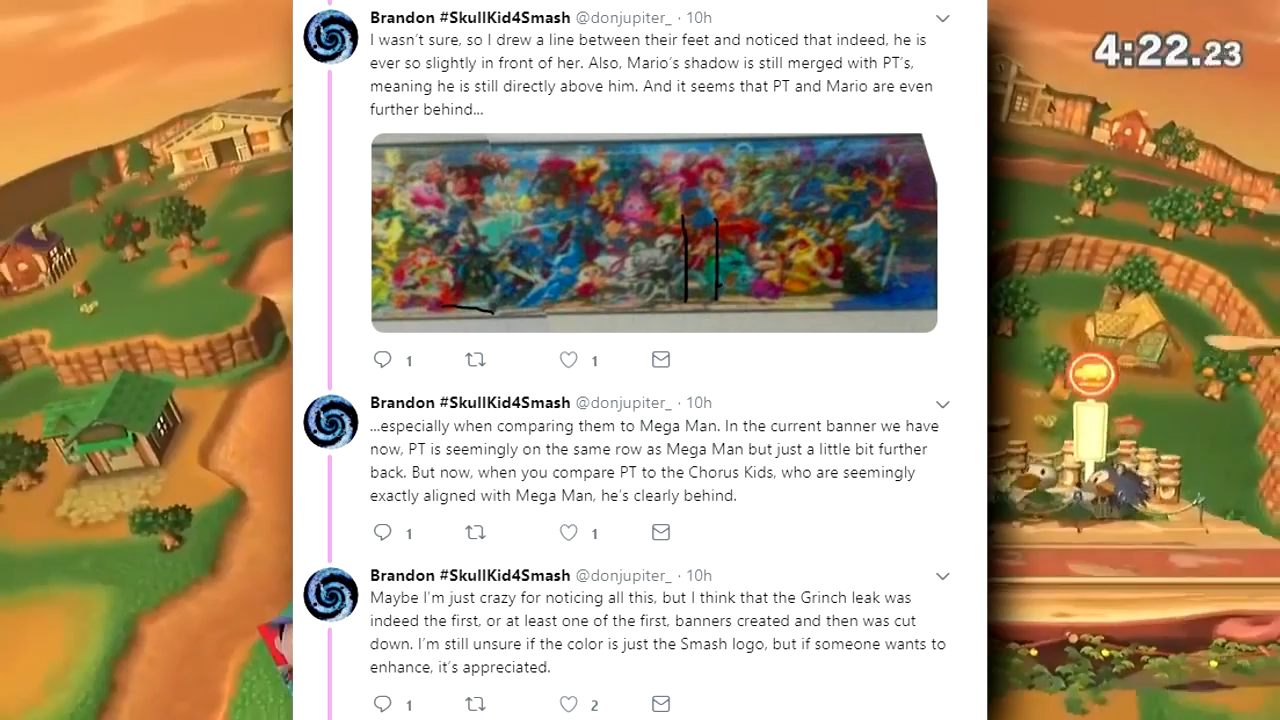 Brandon #SkullKid4Smash @donjupiter_ · 10h
I wasn't sure, so I drew a line between their feet and noticed that indeed, he is
ever so slightly in front of her. Also, Mario's shadow is still merged with PT's,
meaning he is still directly above him. And it seems that PT and Mario are even
further behind...
4:22.23
1
1
Brandon #SkullKid4Smash @donjupiter_ · 10h
...especially when comparing them to Mega Man. In the current banner we have
now, PT is seemingly on the same row as Mega Man but just a little bit further
back. But now, when you compare PT to the Chorus Kids, who are seemingly
exactly aligned with Mega Man, he's clearly behind.
1
1
Brandon #SkullKid4Smash @donjupiter_ · 10h
Maybe I'm just crazy for noticing all this, but I think that the Grinch leak was
indeed the first, or at least one of the first, banners created and then was cut
down. I'm still unsure if the color is just the Smash logo, but if someone wants to
enhance, it's appreciated.
1
2